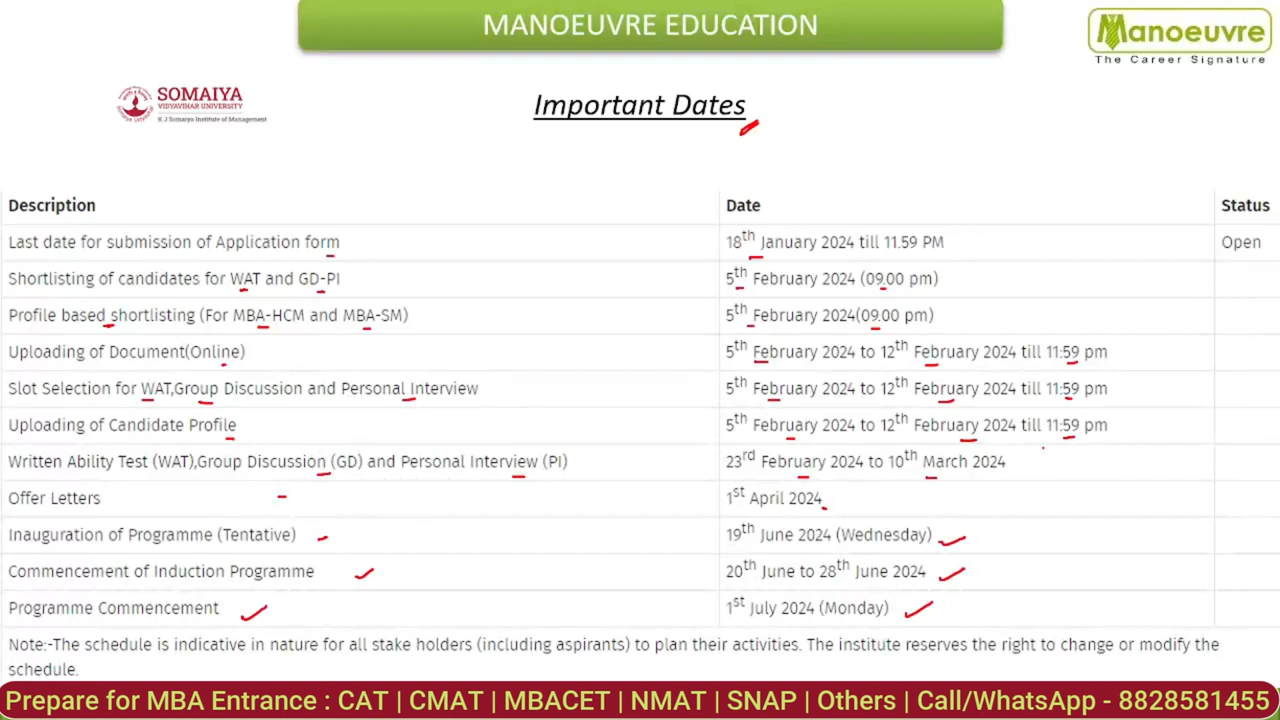 MANOEUVRE EDUCATION
Manoeuvre
The Career Signature
SOMAIYA
VIDYAVIHAR UNIVERSITY
K J Somaiya Institute of Management
Important Dates
Description Date Status
Last date for submission of Application form 18th January 2024 till 11.59 PM Open
Shortlisting of candidates for WAT and GD-PI 5th February 2024 (09.00 pm)
Profile based shortlisting (For MBA-HCM and MBA-SM) 5th February 2024(09.00 pm)
Uploading of Document(Online) 5th February 2024 to 12th February 2024 till 11:59 pm
Slot Selection for WAT,Group Discussion and Personal Interview 5th February 2024 to 12th February 2024 till 11:59 pm
Uploading of Candidate Profile 5th February 2024 to 12th February 2024 till 11:59 pm
Written Ability Test (WAT),Group Discussion (GD) and Personal Interview (PI) 23rd February 2024 to 10th March 2024
Offer Letters 1st April 2024
Inauguration of Programme (Tentative) 19th June 2024 (Wednesday)
Commencement of Induction Programme 20th June to 28th June 2024
Programme Commencement 1st July 2024 (Monday)
Note:-The schedule is indicative in nature for all stake holders (including aspirants) to plan their activities. The institute reserves the right to change or modify the
schedule.
Prepare for MBA Entrance : CAT | CMAT | MBACET | NMAT | SNAP | Others | Call/WhatsApp - 8828581455